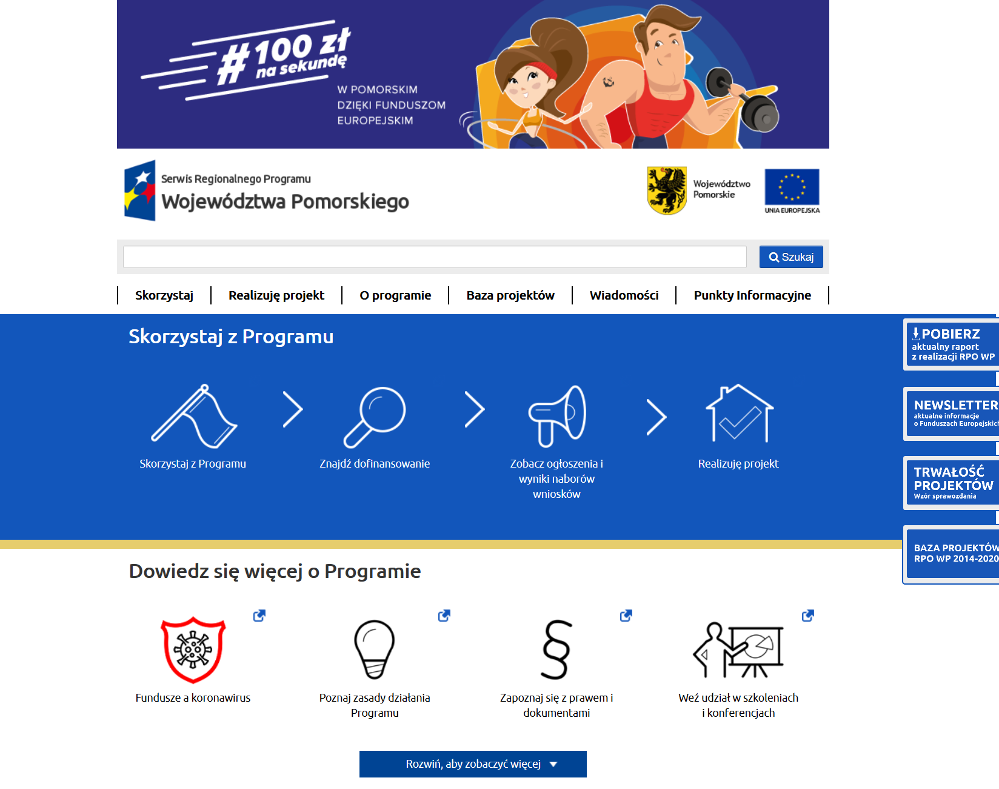 #100 zł
na sekundę
W POMORSKIM
DZIĘKI FUNDUSZOM
EUROPEJSKIM
Serwis Regionalnego Programu
Województwa Pomorskiego
Województwo
Pomorskie
UNIA EUROPEJSKA
Szukaj
Skorzystaj
Realizuję projekt
O programie
Baza projektów
Wiadomości
Punkty Informacyjne
Skorzystaj z Programu
Skorzystaj z Programu
Znajdź dofinansowanie
Zobacz ogłoszenia i
wyniki naborów
wniosków
Realizuję projekt
POBIERZ
aktualny raport
z realizacji RPO WP
NEWSLETTER
aktualne informacje
o Funduszach Europejskich
TRWAŁOŚĆ
PROJEKTÓW
Wzór sprawozdania
BAZA PROJEKTÓW
RPO WP 2014-2020
Dowiedz się więcej o Programie
Fundusze a koronawirus
Poznaj zasady działania
Programu
Zapoznaj się z prawem i
dokumentami
Weź udział w szkoleniach
i konferencjach
Rozwiń, aby zobaczyć więcej